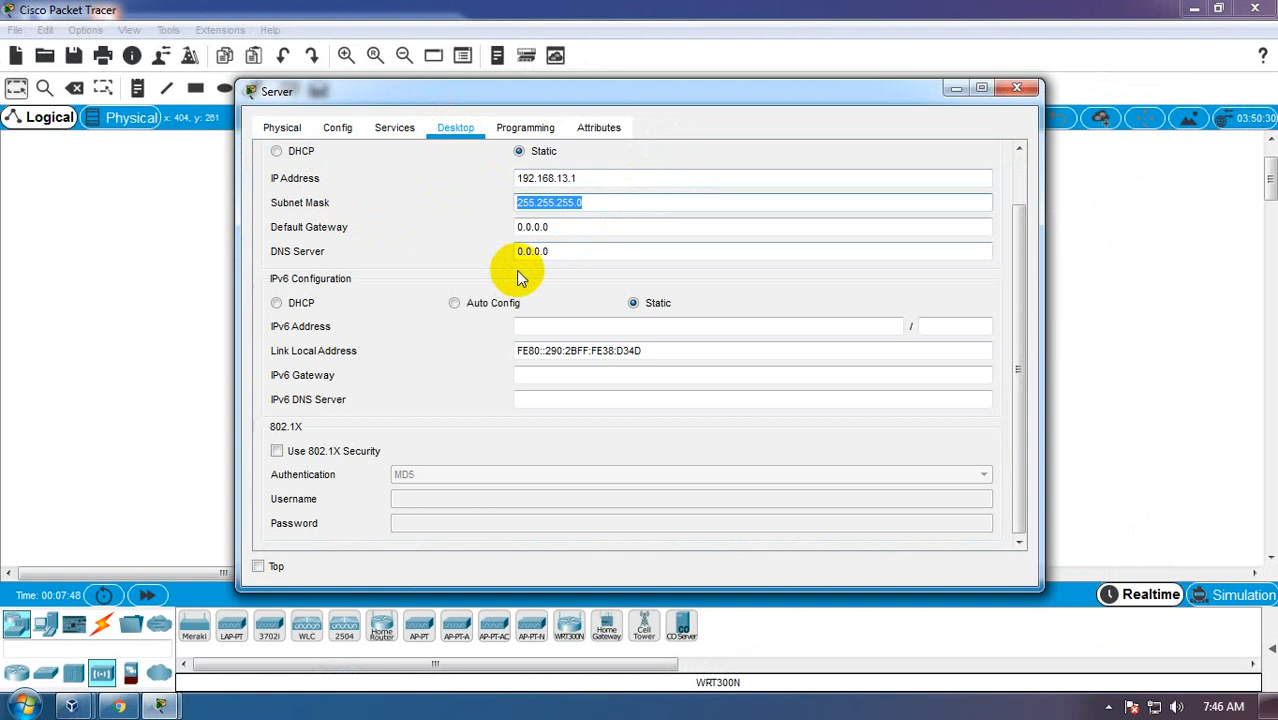 Cisco Packet Tracer
File Edit Options View Tools Extensions Help
Server
Logical Physical x: 404, y: 261 03:50:30
Physical Config Services Desktop Programming Attributes
DHCP Static
IP Address 192.168.13.1
Subnet Mask 255.255.255.0
Default Gateway 0.0.0.0
DNS Server 0.0.0.0
IPv6 Configuration
DHCP Auto Config Static
IPv6 Address /
Link Local Address FE80::290:2BFF:FE38:D34D
IPv6 Gateway
IPv6 DNS Server
802.1X
Use 802.1X Security
Authentication MD5
Username
Password
Top
Time: 00:07:48 Realtime Simulation
Meraki LAP-PT 3702i WLC 2504 Home Router AP-PT AP-PT-A AP-PT-AC AP-PT-N WRT300N Home Gateway Cell Tower CO Server
WRT300N
7:46 AM